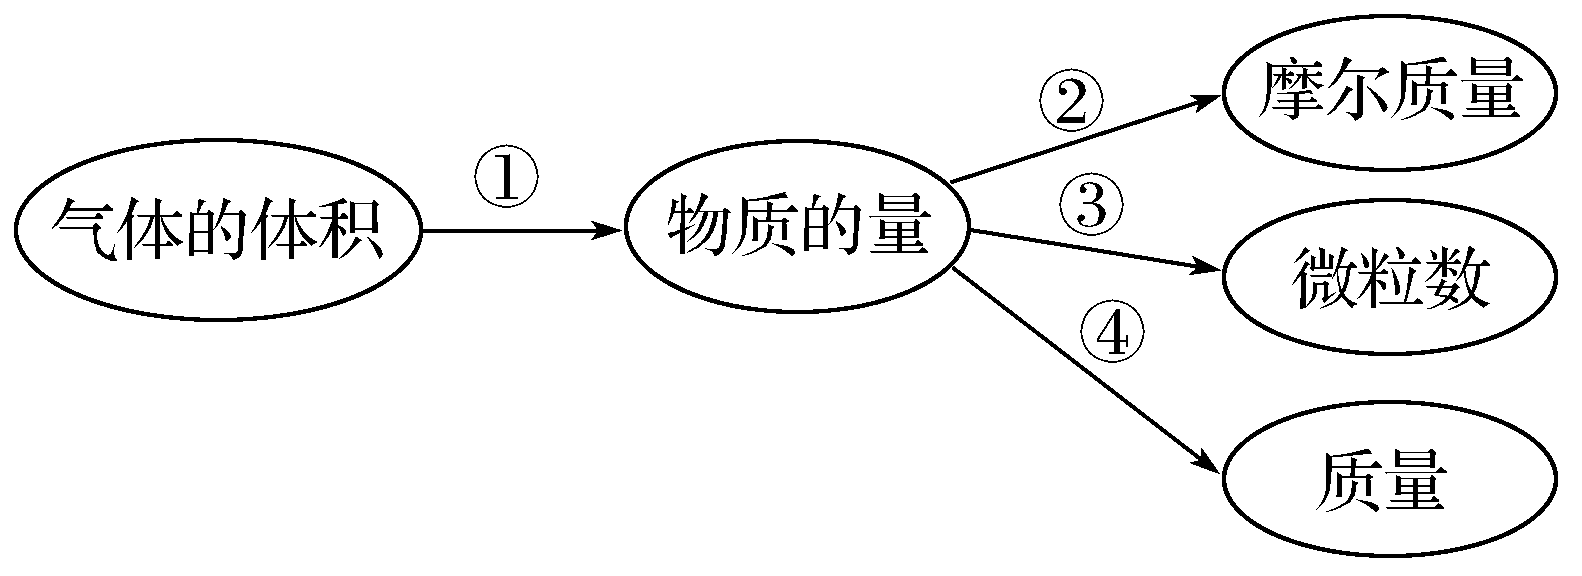 气体的体积
①
物质的量
②
摩尔质量
③
微粒数
④
质量